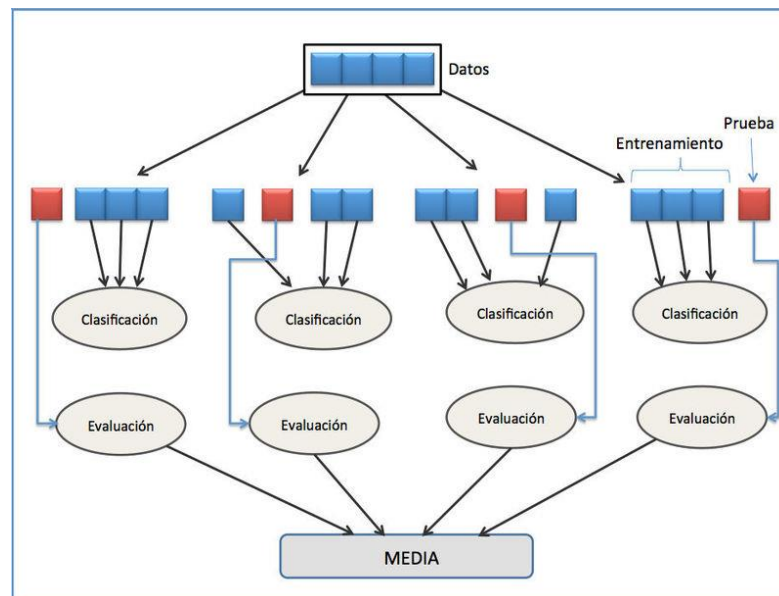 Datos
Prueba
Entrenamiento
Clasificación
Clasificación
Clasificación
Clasificación
Evaluación
Evaluación
Evaluación
Evaluación
MEDIA